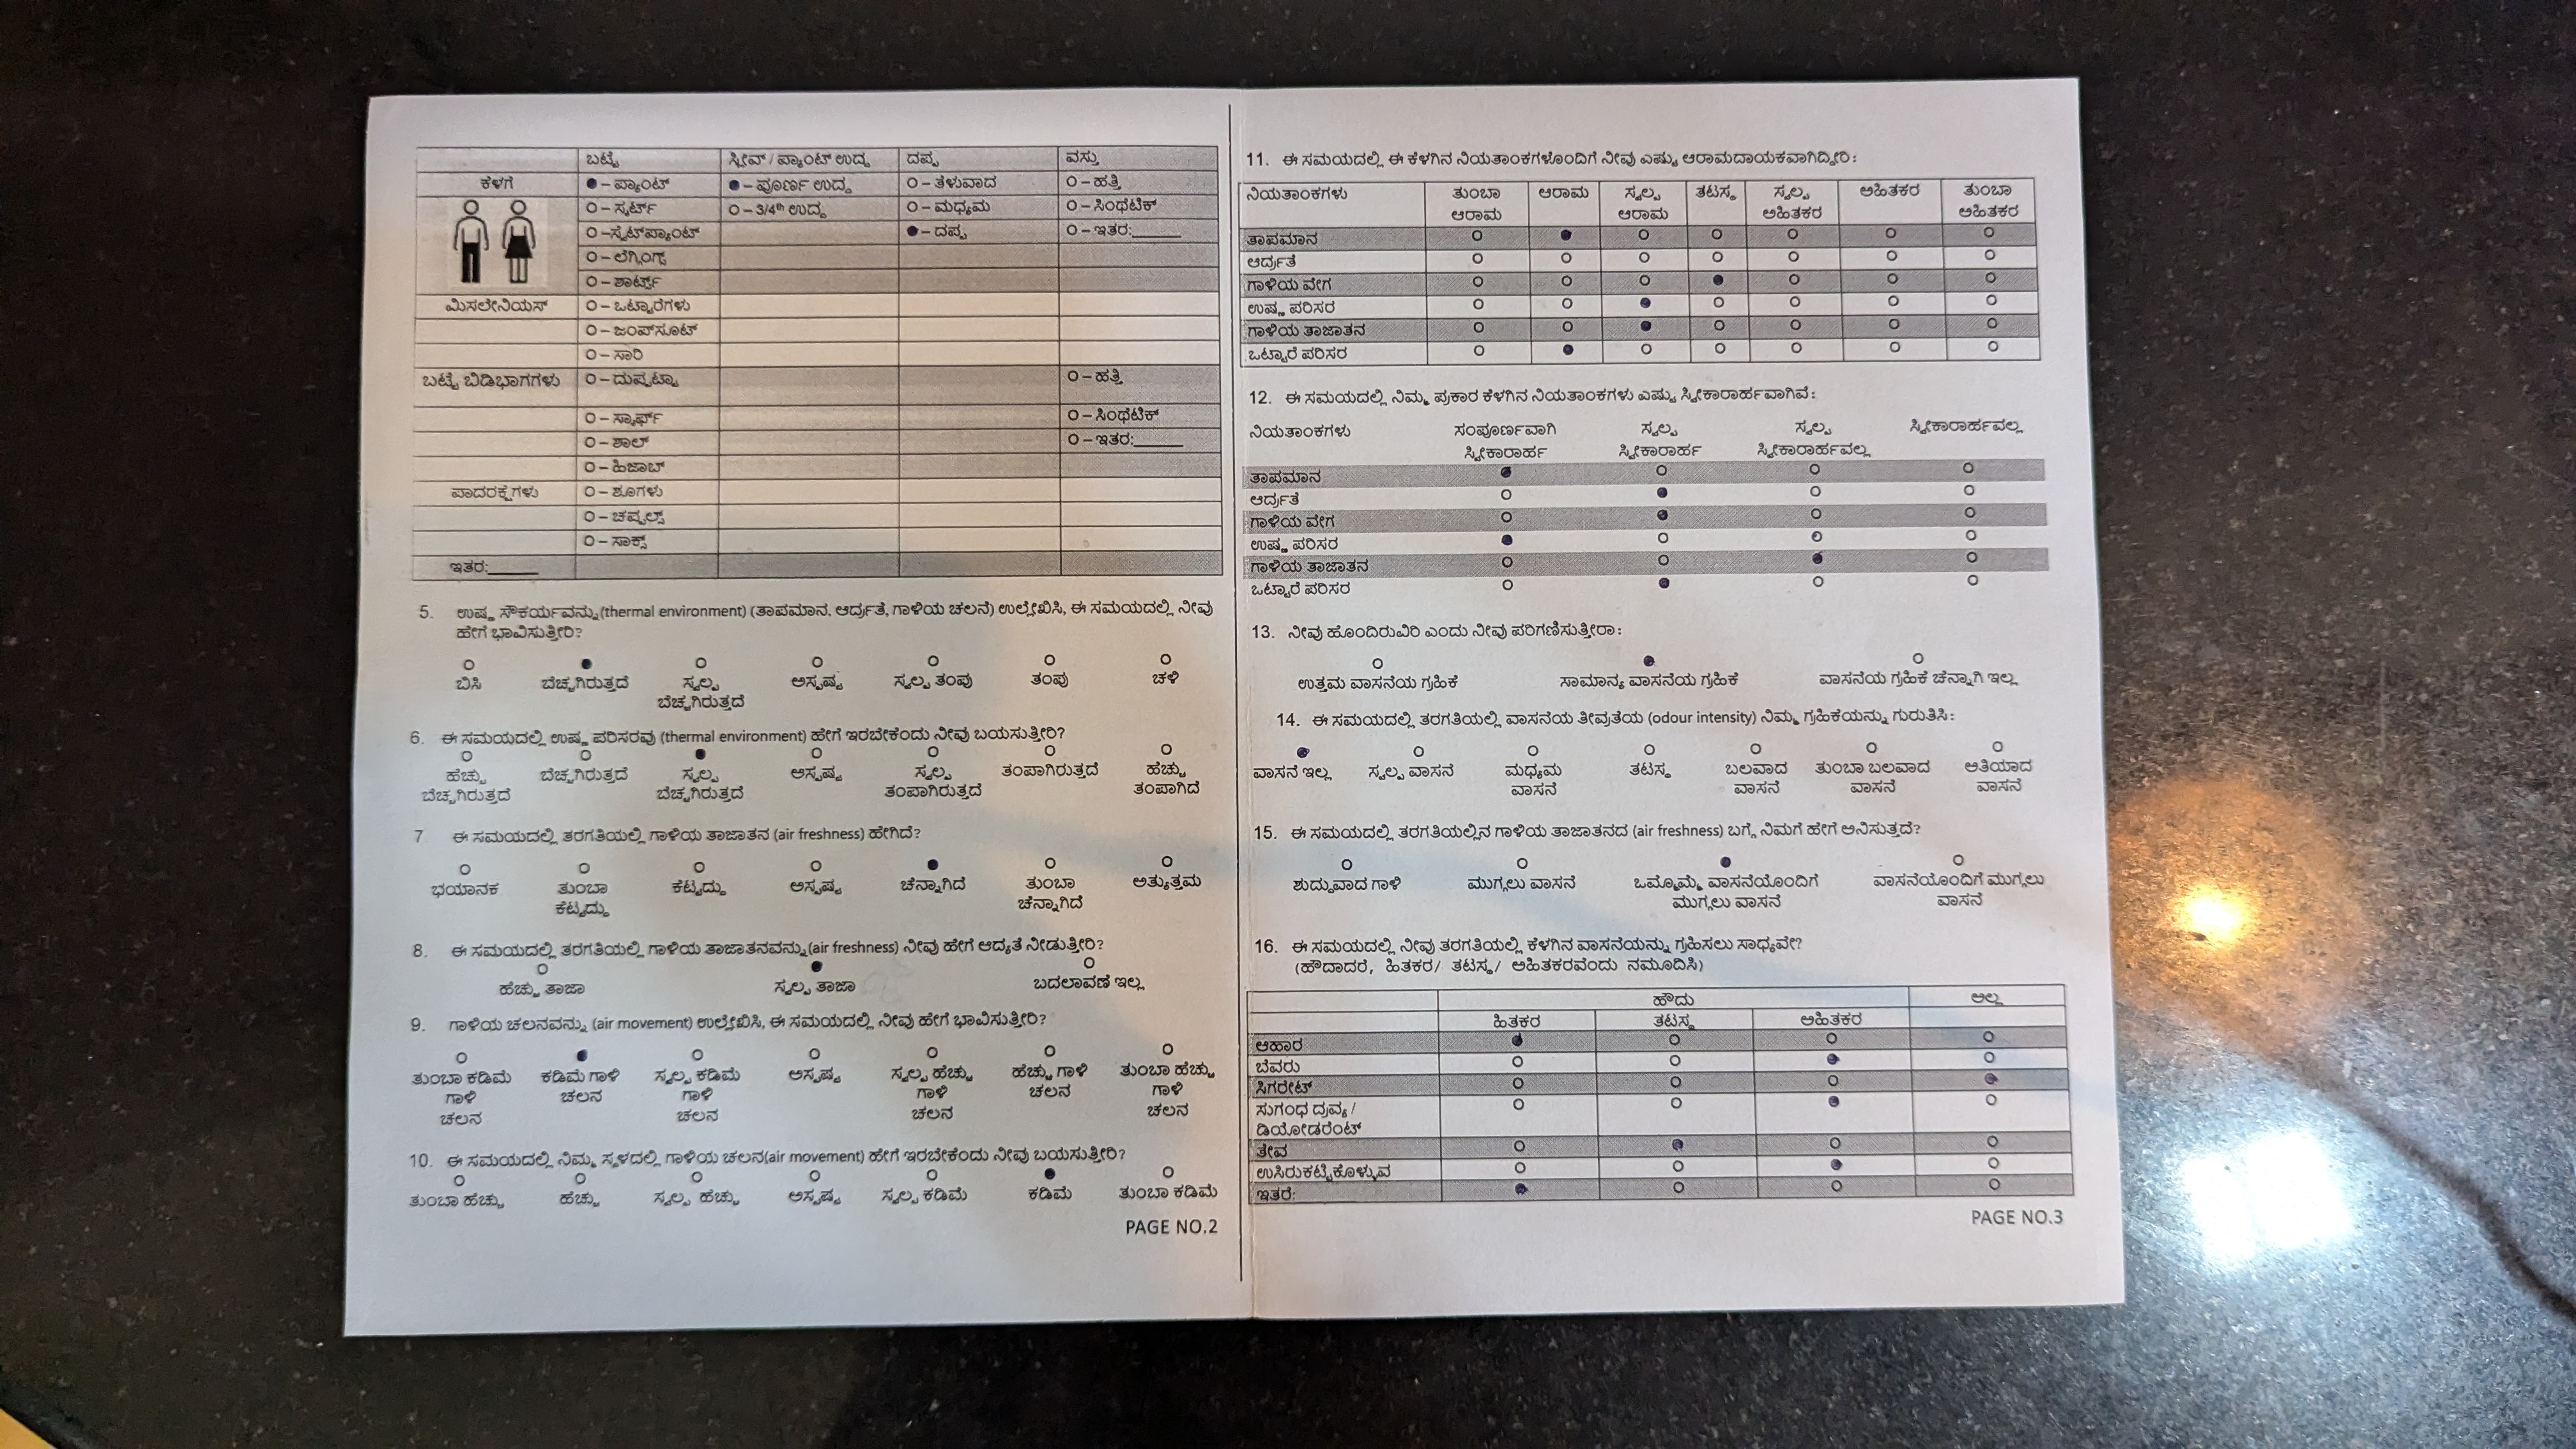 ಬಟ್ಟೆ ಸ್ಲೀವ್ / ಪ್ಯಾಂಟ್ ಉದ್ದ ದಪ್ಪ ವಸ್ತು
ಕೆಳಗೆ ●– ಪ್ಯಾಂಟ್ ●– ಪೂರ್ಣ ಉದ್ದ O – ತೆಳುವಾದ O – ಹತ್ತಿ
O – ಸ್ಕರ್ಟ್ O – 3/4th ಉದ್ದ O – ಮಧ್ಯಮ O – ಸಿಂಥೆಟಿಕ್
O –ಸ್ವೆಟ್‌ಪ್ಯಾಂಟ್ ●– ದಪ್ಪ O – ಇತರ:______
O – ಲೆಗ್ಗಿಂಗ್ಸ್
O – ಶಾರ್ಟ್ಸ್
ಮಿಸಲೇನಿಯಸ್ O – ಒಟ್ಟಾರೆಗಳು
O – ಜಂಪ್‌ಸೂಟ್
O – ಸಾರಿ
ಬಟ್ಟೆ ಬಿಡಿಭಾಗಗಳು O – ದುಪ್ಪಟ್ಟಾ O – ಹತ್ತಿ
O – ಸ್ಕಾರ್ಫ್ O – ಸಿಂಥೆಟಿಕ್
O – ಶಾಲ್ O – ಇತರ:______
O – ಹಿಜಾಬ್
ಪಾದರಕ್ಷೆಗಳು O – ಶೂಗಳು
O – ಚಪ್ಪಲ್ಸ್
O – ಸಾಕ್ಸ್
ಇತರ:______
5. ಉಷ್ಣ ಸೌಕರ್ಯವನ್ನು(thermal environment) (ತಾಪಮಾನ, ಆರ್ದ್ರತೆ, ಗಾಳಿಯ ಚಲನೆ) ಉಲ್ಲೇಖಿಸಿ, ಈ ಸಮಯದಲ್ಲಿ ನೀವು
ಹೇಗೆ ಭಾವಿಸುತ್ತೀರಿ?
O ● O O O O O
ಬಿಸಿ ಬೆಚ್ಚಗಿರುತ್ತದೆ ಸ್ವಲ್ಪ ಅಸ್ಪಷ್ಟ ಸ್ವಲ್ಪ ತಂಪು ತಂಪು ಚಳಿ
ಬೆಚ್ಚಗಿರುತ್ತದೆ
6. ಈ ಸಮಯದಲ್ಲಿ ಉಷ್ಣ ಪರಿಸರವು (thermal environment) ಹೇಗೆ ಇರಬೇಕೆಂದು ನೀವು ಬಯಸುತ್ತೀರಿ?
O O ● O O O O
ಹೆಚ್ಚು ಬೆಚ್ಚಗಿರುತ್ತದೆ ಸ್ವಲ್ಪ ಅಸ್ಪಷ್ಟ ಸ್ವಲ್ಪ ತಂಪಾಗಿರುತ್ತದೆ ಹೆಚ್ಚು
ಬೆಚ್ಚಗಿರುತ್ತದೆ ಬೆಚ್ಚಗಿರುತ್ತದೆ ತಂಪಾಗಿರುತ್ತದೆ ತಂಪಾಗಿದೆ
7 ಈ ಸಮಯದಲ್ಲಿ ತರಗತಿಯಲ್ಲಿ ಗಾಳಿಯ ತಾಜಾತನ (air freshness) ಹೇಗಿದೆ?
O O O O ● O O
ಭಯಾನಕ ತುಂಬಾ ಕೆಟ್ಟದ್ದು ಅಸ್ಪಷ್ಟ ಚೆನ್ನಾಗಿದೆ ತುಂಬಾ ಅತ್ಯುತ್ತಮ
ಕೆಟ್ಟದ್ದು ಚೆನ್ನಾಗಿದೆ
8. ಈ ಸಮಯದಲ್ಲಿ ತರಗತಿಯಲ್ಲಿ ಗಾಳಿಯ ತಾಜಾತನವನ್ನು(air freshness) ನೀವು ಹೇಗೆ ಆದ್ಯತೆ ನೀಡುತ್ತೀರಿ?
O ● O
ಹೆಚ್ಚು ತಾಜಾ ಸ್ವಲ್ಪ ತಾಜಾ ಬದಲಾವಣೆ ಇಲ್ಲ
9. ಗಾಳಿಯ ಚಲನವನ್ನು (air movement) ಉಲ್ಲೇಖಿಸಿ, ಈ ಸಮಯದಲ್ಲಿ ನೀವು ಹೇಗೆ ಭಾವಿಸುತ್ತೀರಿ?
O ● O O O O O
ತುಂಬಾ ಕಡಿಮೆ ಕಡಿಮೆ ಗಾಳಿ ಸ್ವಲ್ಪ ಕಡಿಮೆ ಅಸ್ಪಷ್ಟ ಸ್ವಲ್ಪ ಹೆಚ್ಚು ಹೆಚ್ಚು ಗಾಳಿ ತುಂಬಾ ಹೆಚ್ಚು
ಗಾಳಿ ಚಲನ ಗಾಳಿ ಗಾಳಿ ಚಲನ ಗಾಳಿ
ಚಲನ ಚಲನ ಚಲನ ಚಲನ
10. ಈ ಸಮಯದಲ್ಲಿ ನಿಮ್ಮ ಸ್ಥಳದಲ್ಲಿ ಗಾಳಿಯ ಚಲನ(air movement) ಹೇಗೆ ಇರಬೇಕೆಂದು ನೀವು ಬಯಸುತ್ತೀರಿ?
O O O O O ● O
ತುಂಬಾ ಹೆಚ್ಚು ಹೆಚ್ಚು ಸ್ವಲ್ಪ ಹೆಚ್ಚು ಅಸ್ಪಷ್ಟ ಸ್ವಲ್ಪ ಕಡಿಮೆ ಕಡಿಮೆ ತುಂಬಾ ಕಡಿಮೆ
PAGE NO.2
11. ಈ ಸಮಯದಲ್ಲಿ ಈ ಕೆಳಗಿನ ನಿಯತಾಂಕಗಳೊಂದಿಗೆ ನೀವು ಎಷ್ಟು ಆರಾಮದಾಯಕವಾಗಿದ್ದೀರಿ:
ನಿಯತಾಂಕಗಳು ತುಂಬಾ ಆರಾಮ ಸ್ವಲ್ಪ ತಟಸ್ಥ ಸ್ವಲ್ಪ ಅಹಿತಕರ ತುಂಬಾ
ಆರಾಮ ಆರಾಮ ಅಹಿತಕರ ಅಹಿತಕರ
ತಾಪಮಾನ O ● O O O O O
ಆರ್ದ್ರತೆ O O O O O O O
ಗಾಳಿಯ ವೇಗ O O O ● O O O
ಉಷ್ಣ ಪರಿಸರ O O ● O O O O
ಗಾಳಿಯ ತಾಜಾತನ O O ● O O O O
ಒಟ್ಟಾರೆ ಪರಿಸರ O ● O O O O O
12. ಈ ಸಮಯದಲ್ಲಿ ನಿಮ್ಮ ಪ್ರಕಾರ ಕೆಳಗಿನ ನಿಯತಾಂಕಗಳು ಎಷ್ಟು ಸ್ವೀಕಾರಾರ್ಹವಾಗಿವೆ:
ನಿಯತಾಂಕಗಳು ಸಂಪೂರ್ಣವಾಗಿ ಸ್ವಲ್ಪ ಸ್ವಲ್ಪ ಸ್ವೀಕಾರಾರ್ಹವಲ್ಲ
ಸ್ವೀಕಾರಾರ್ಹ ಸ್ವೀಕಾರಾರ್ಹ ಸ್ವೀಕಾರಾರ್ಹವಲ್ಲ
ತಾಪಮಾನ ● O O O
ಆರ್ದ್ರತೆ O ● O O
ಗಾಳಿಯ ವೇಗ O ● O O
ಉಷ್ಣ ಪರಿಸರ ● O O O
ಗಾಳಿಯ ತಾಜಾತನ O O ● O
ಒಟ್ಟಾರೆ ಪರಿಸರ O ● O O
13. ನೀವು ಹೊಂದಿರುವಿರಿ ಎಂದು ನೀವು ಪರಿಗಣಿಸುತ್ತೀರಾ:
O ● O
ಉತ್ತಮ ವಾಸನೆಯ ಗ್ರಹಿಕೆ ಸಾಮಾನ್ಯ ವಾಸನೆಯ ಗ್ರಹಿಕೆ ವಾಸನೆಯ ಗ್ರಹಿಕೆ ಚೆನ್ನಾಗಿ ಇಲ್ಲ
14. ಈ ಸಮಯದಲ್ಲಿ ತರಗತಿಯಲ್ಲಿ ವಾಸನೆಯ ತೀವ್ರತೆಯ (odour intensity) ನಿಮ್ಮ ಗ್ರಹಿಕೆಯನ್ನು ಗುರುತಿಸಿ:
● O O O O O O
ವಾಸನೆ ಇಲ್ಲ ಸ್ವಲ್ಪ ವಾಸನೆ ಮಧ್ಯಮ ತಟಸ್ಥ ಬಲವಾದ ತುಂಬಾ ಬಲವಾದ ಅತಿಯಾದ
ವಾಸನೆ ವಾಸನೆ ವಾಸನೆ ವಾಸನೆ
15. ಈ ಸಮಯದಲ್ಲಿ ತರಗತಿಯಲ್ಲಿನ ಗಾಳಿಯ ತಾಜಾತನದ (air freshness) ಬಗ್ಗೆ ನಿಮಗೆ ಹೇಗೆ ಅನಿಸುತ್ತದೆ?
O O ● O
ಶುದ್ದುವಾದ ಗಾಳಿ ಮುಗ್ಗಲು ವಾಸನೆ ಒಮ್ಮೊಮ್ಮೆ ವಾಸನೆಯೊಂದಿಗೆ ವಾಸನೆಯೊಂದಿಗೆ ಮುಗ್ಗಲು
ಮುಗ್ಗಲು ವಾಸನೆ ವಾಸನೆ
16. ಈ ಸಮಯದಲ್ಲಿ ನೀವು ತರಗತಿಯಲ್ಲಿ ಕೆಳಗಿನ ವಾಸನೆಯನ್ನು ಗ್ರಹಿಸಲು ಸಾಧ್ಯವೇ?
(ಹೌದಾದರೆ, ಹಿತಕರ/ ತಟಸ್ಥ/ ಅಹಿತಕರವೆಂದು ನಮೂದಿಸಿ)
ಹೌದು ಅಲ್ಲ
ಹಿತಕರ ತಟಸ್ಥ ಅಹಿತಕರ
ಆಹಾರ ● O O O
ಬೆವರು O O ● O
ಸಿಗರೇಟ್ O O O ●
ಸುಗಂಧ ದ್ರವ್ಯ / O O ● O
ಡಿಯೋಡರೆಂಟ್
ತೇವ O ● O O
ಉಸಿರುಕಟ್ಟಿಕೊಳ್ಳುವ O O ● O
ಇತರೆ: ● O O O
PAGE NO.3